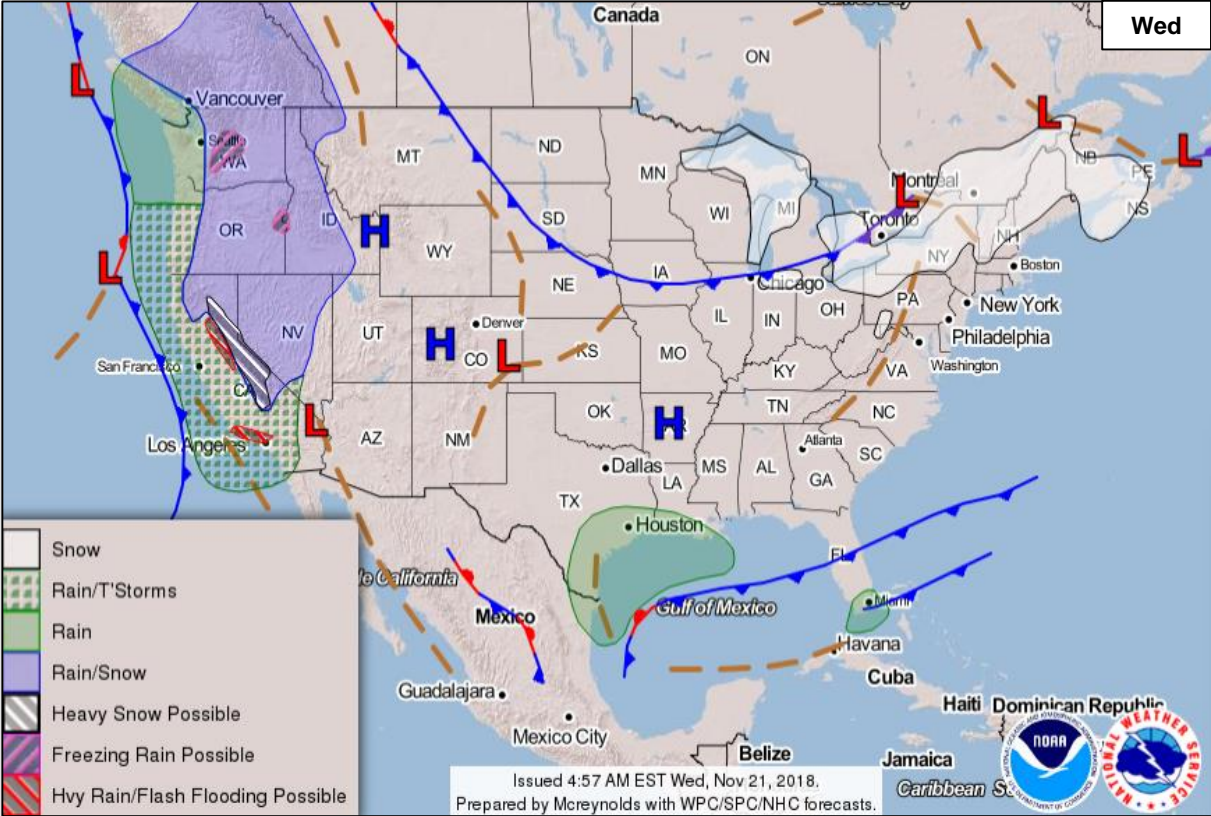 Canada
Wed
ON
Vancouver
Seattle
WA
MT
ND
MN
Montréal
NB
PE
NS
OR
ID
SD
WI
MI
Toronto
NH
H
WY
NY
Boston
L
IA
NE
Chicago
PA
New York
NV
UT
Denver
IL
IN
OH
Philadelphia
San Francisco
CO
KS
MO
KY
VA
Washington
CA
OK
TN
NC
Los Angeles
AZ
NM
Atlanta
SC
Dallas
MS
AL
GA
LA
TX
Houston
FL
Mexico
Gulf of Mexico
Miami
Havana
Guadalajara
Cuba
Haiti
Dominican Republic
Mexico City
Belize
Jamaica
Caribbean
Snow
Rain/T'Storms
Rain
Rain/Snow
Heavy Snow Possible
Freezing Rain Possible
Hvy Rain/Flash Flooding Possible
Issued 4:57 AM EST Wed, Nov 21, 2018.
Prepared by Mcreynolds with WPC/SPC/NHC forecasts.
NOAA
NATIONAL WEATHER SERVICE
L
L
L
L
L
L
L
H
H